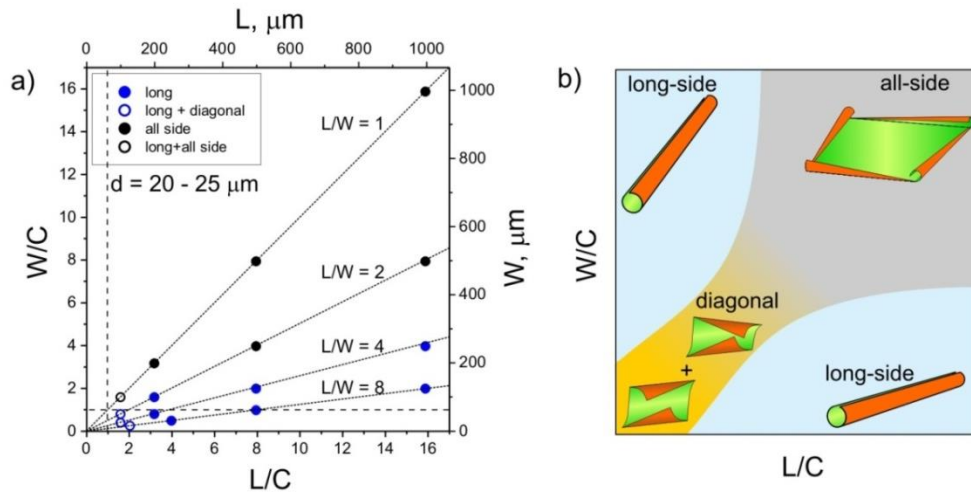 L, μm
0 200 400 600 800 1000
a)
long
long + diagonal
all side
long+all side
d = 20 - 25 μm
L/W = 1
L/W = 2
L/W = 4
L/W = 8
W/C
16
14
12
10
8
6
4
2
0
W, μm
1000
800
600
400
200
0
0 2 4 6 8 10 12 14 16
L/C
b)
long-side
all-side
diagonal
+
long-side
W/C
L/C